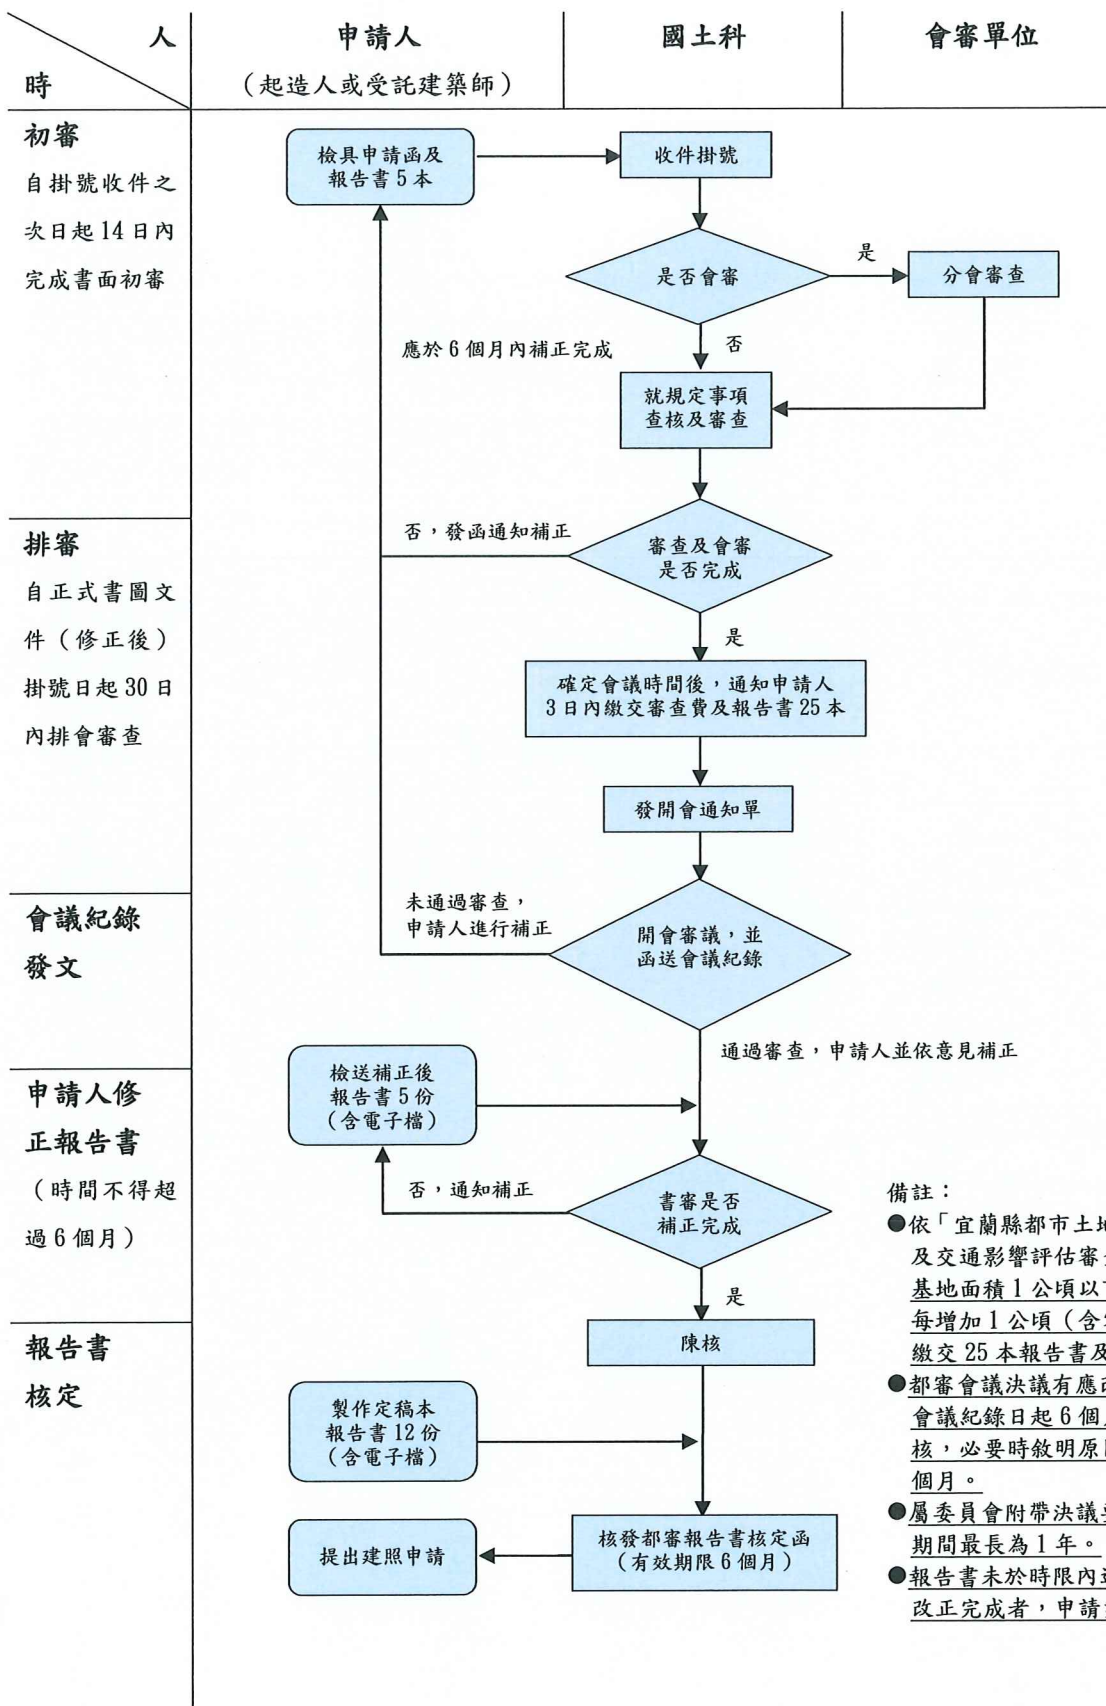 人
時
申請人
（起造人或受託建築師）
國土科
會審單位
初審
自掛號收件之
次日起 14 日內
完成書面初審
檢具申請函及
報告書 5 本
收件掛號
是否會審
是
分會審查
否
應於 6 個月內補正完成
就規定事項
查核及審查
排審
自正式書圖文
件（修正後）
掛號日起 30 日
內排會審查
否，發函通知補正
審查及會審
是否完成
是
確定會議時間後，通知申請人
3 日內繳交審查費及報告書 25 本
發開會通知單
會議紀錄
發文
未通過審查，
申請人進行補正
開會審議，並
函送會議紀錄
通過審查，申請人並依意見補正
申請人修
正報告書
（時間不得超
過 6 個月）
檢送補正後
報告書 5 份
（含電子檔）
否，通知補正
書審是否
補正完成
是
報告書
核定
陳核
製作定稿本
報告書 12 份
（含電子檔）
核發都審報告書核定函
（有效期限 6 個月）
提出建照申請
備註：
●依「宜蘭縣都市土地
及交通影響評估審
基地面積 1 公頃以
每增加 1 公頃（含
繳交 25 本報告書及
●都審會議決議有應
會議紀錄日起 6 個
核，必要時敘明原
個月。
●屬委員會附帶決議
期間最長為 1 年。
●報告書未於時限內
改正完成者，申請